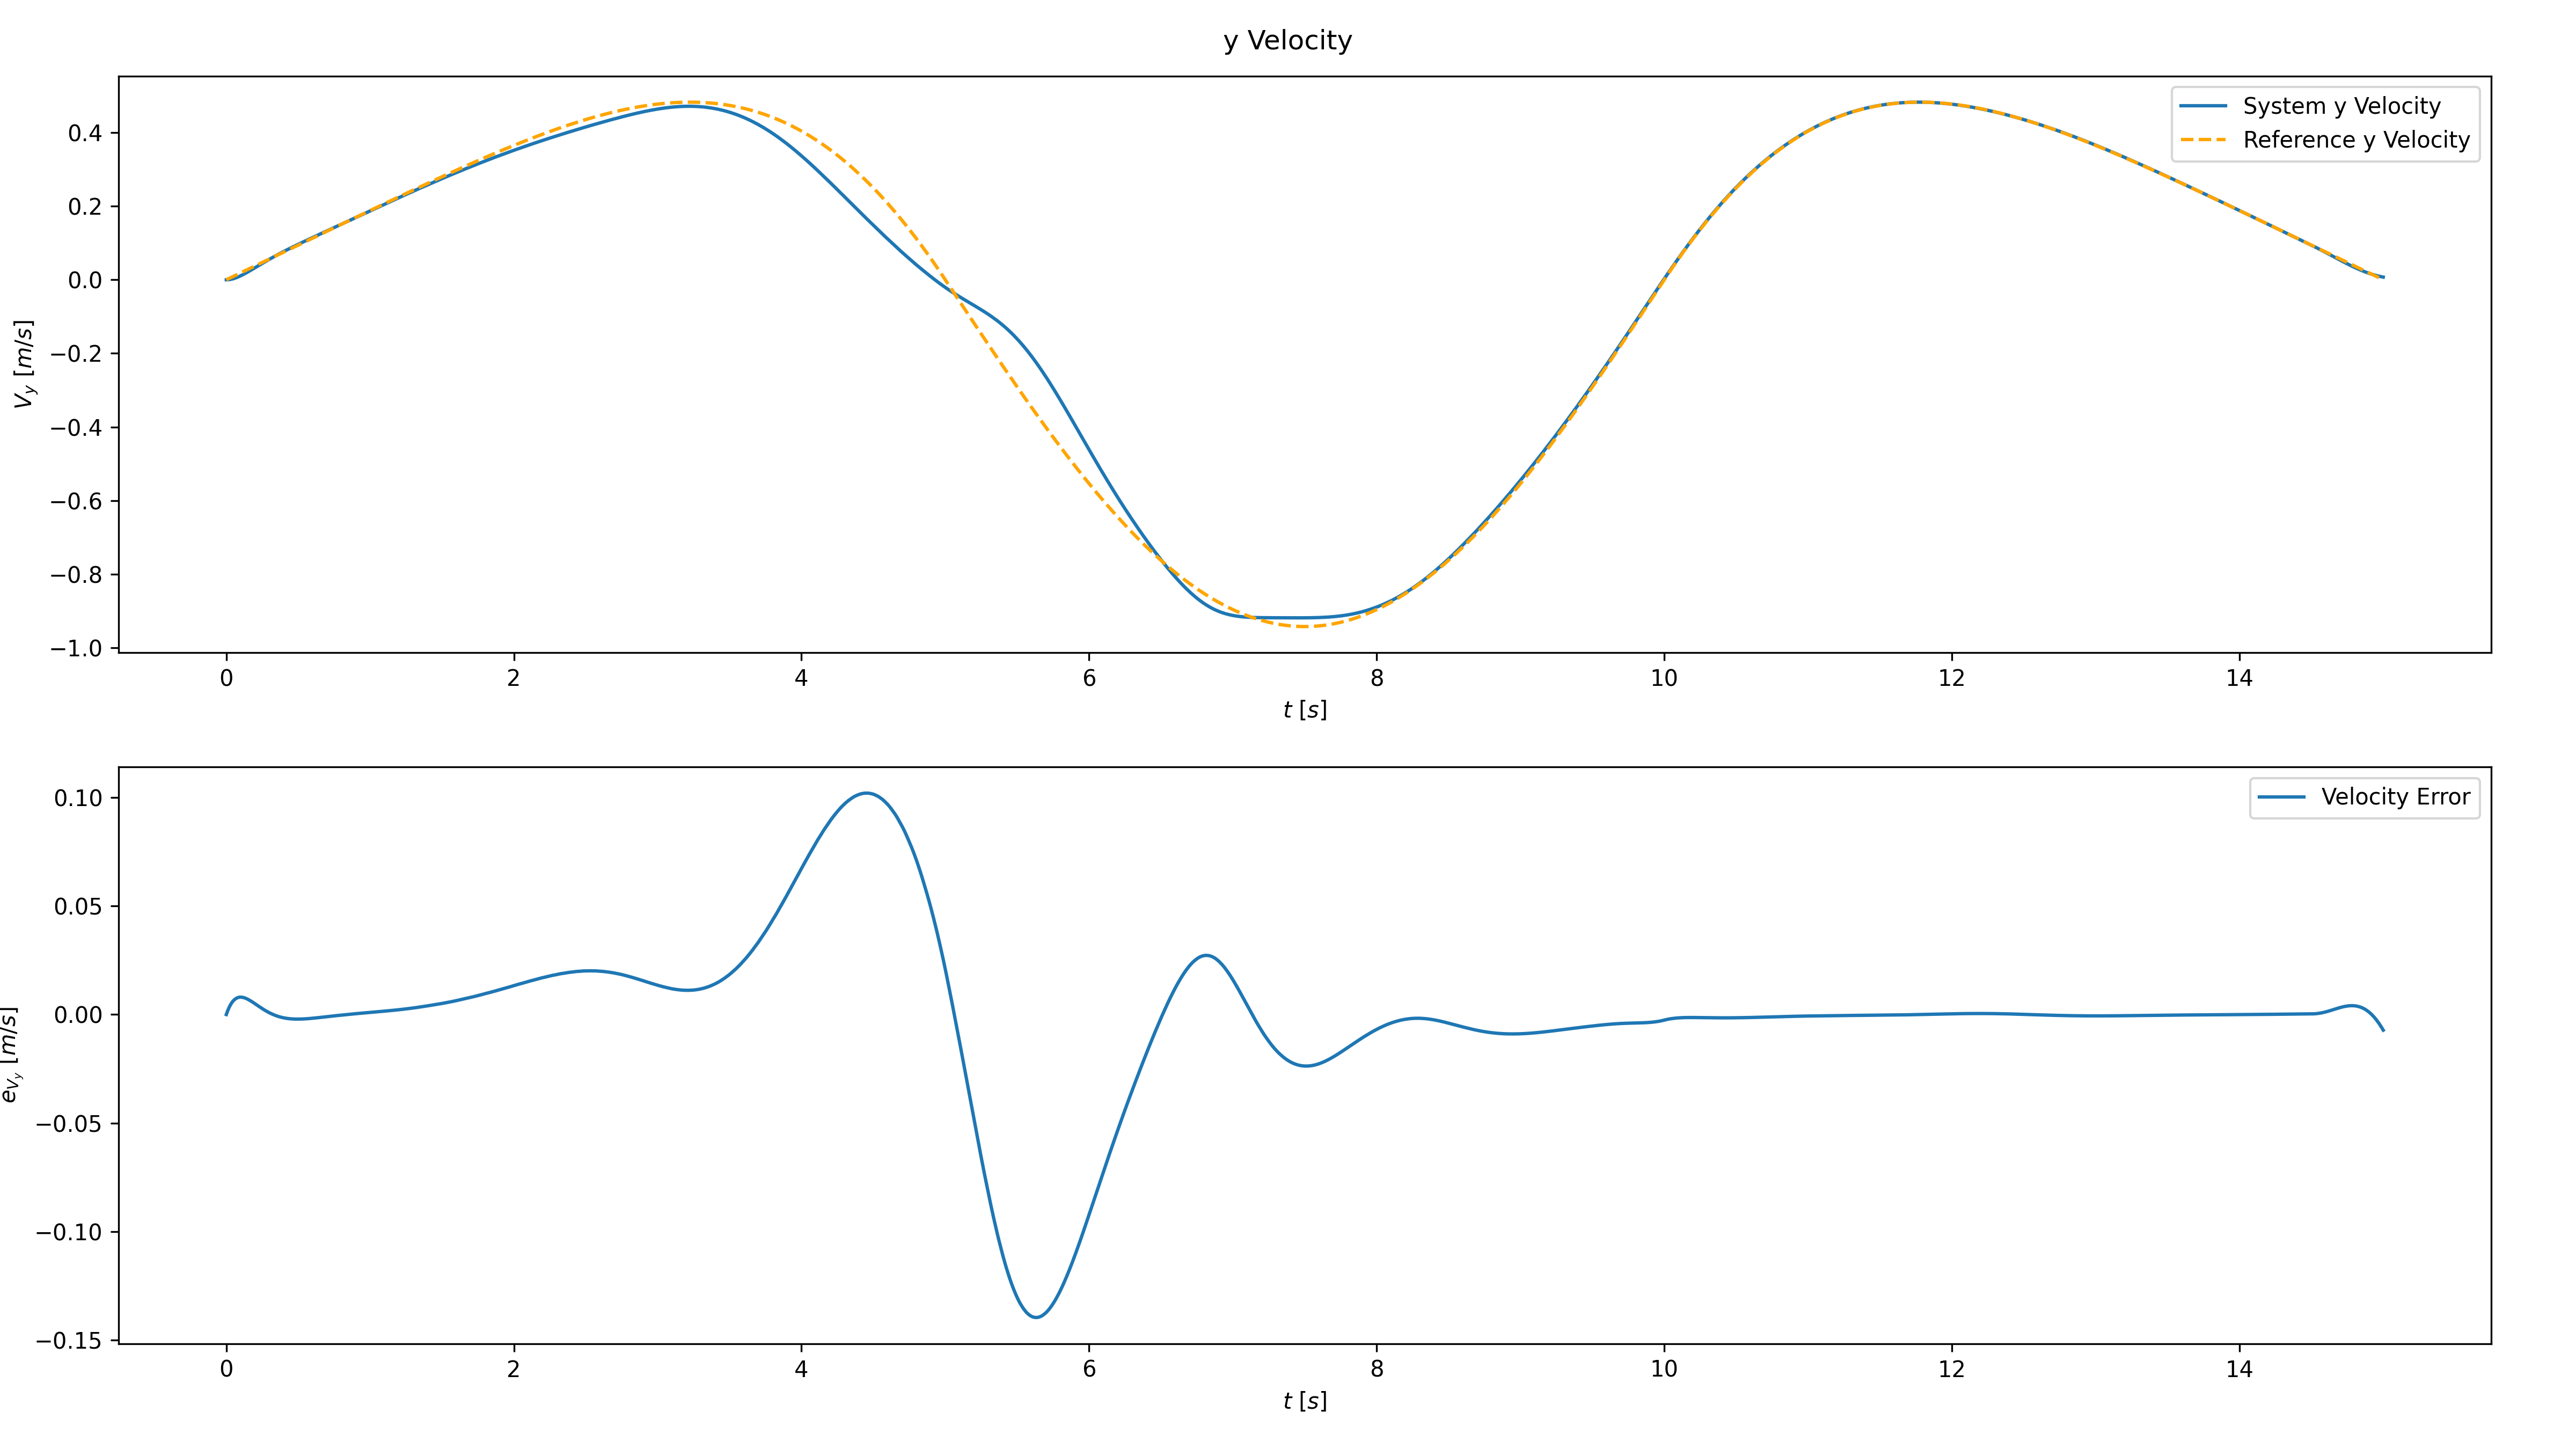 y Velocity
System y Velocity
Reference y Velocity
0.4
0.2
0.0
−0.2
−0.4
−0.6
−0.8
−1.0
V_y [m/s]
0 2 4 6 8 10 12 14
t [s]
Velocity Error
0.10
0.05
0.00
−0.05
−0.10
−0.15
e_{V_y} [m/s]
0 2 4 6 8 10 12 14
t [s]